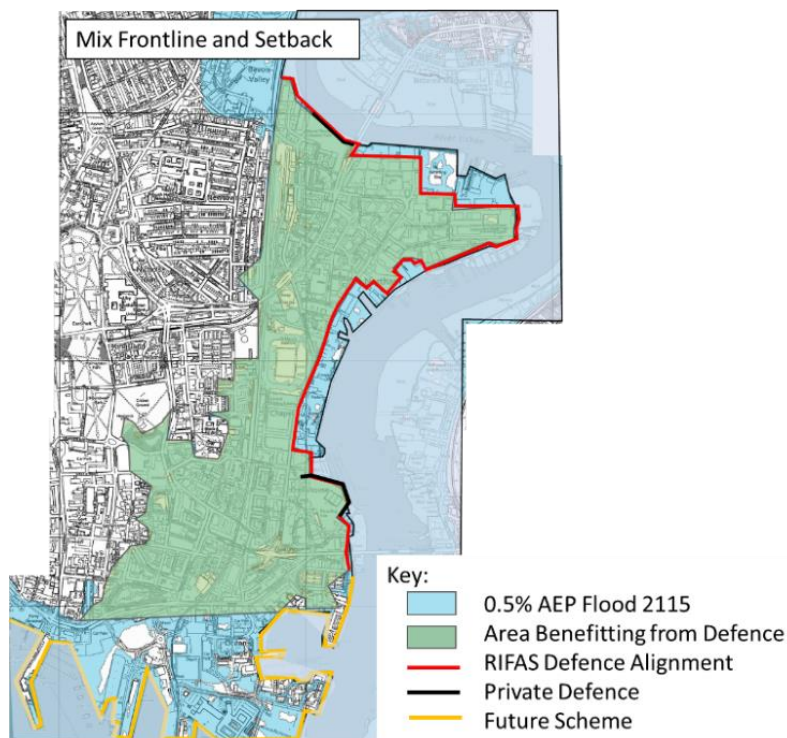 Mix Frontline and Setback
Key:
0.5% AEP Flood 2115
Area Benefitting from Defence
RIFAS Defence Alignment
Private Defence
Future Scheme